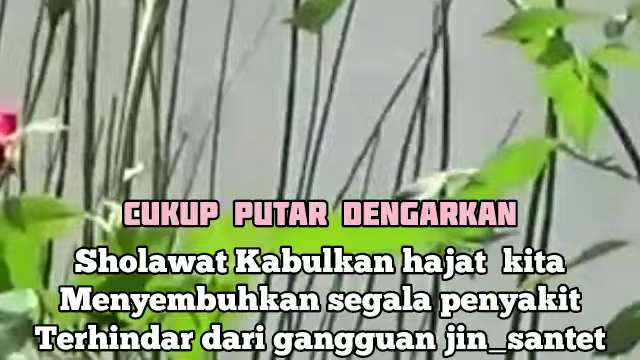 CUKUP PUTAR DENGARKAN
Sholawat Kabulkan hajat kita
Menyembuhkan segala penyakit
Terhindar dari gangguan jin_santet